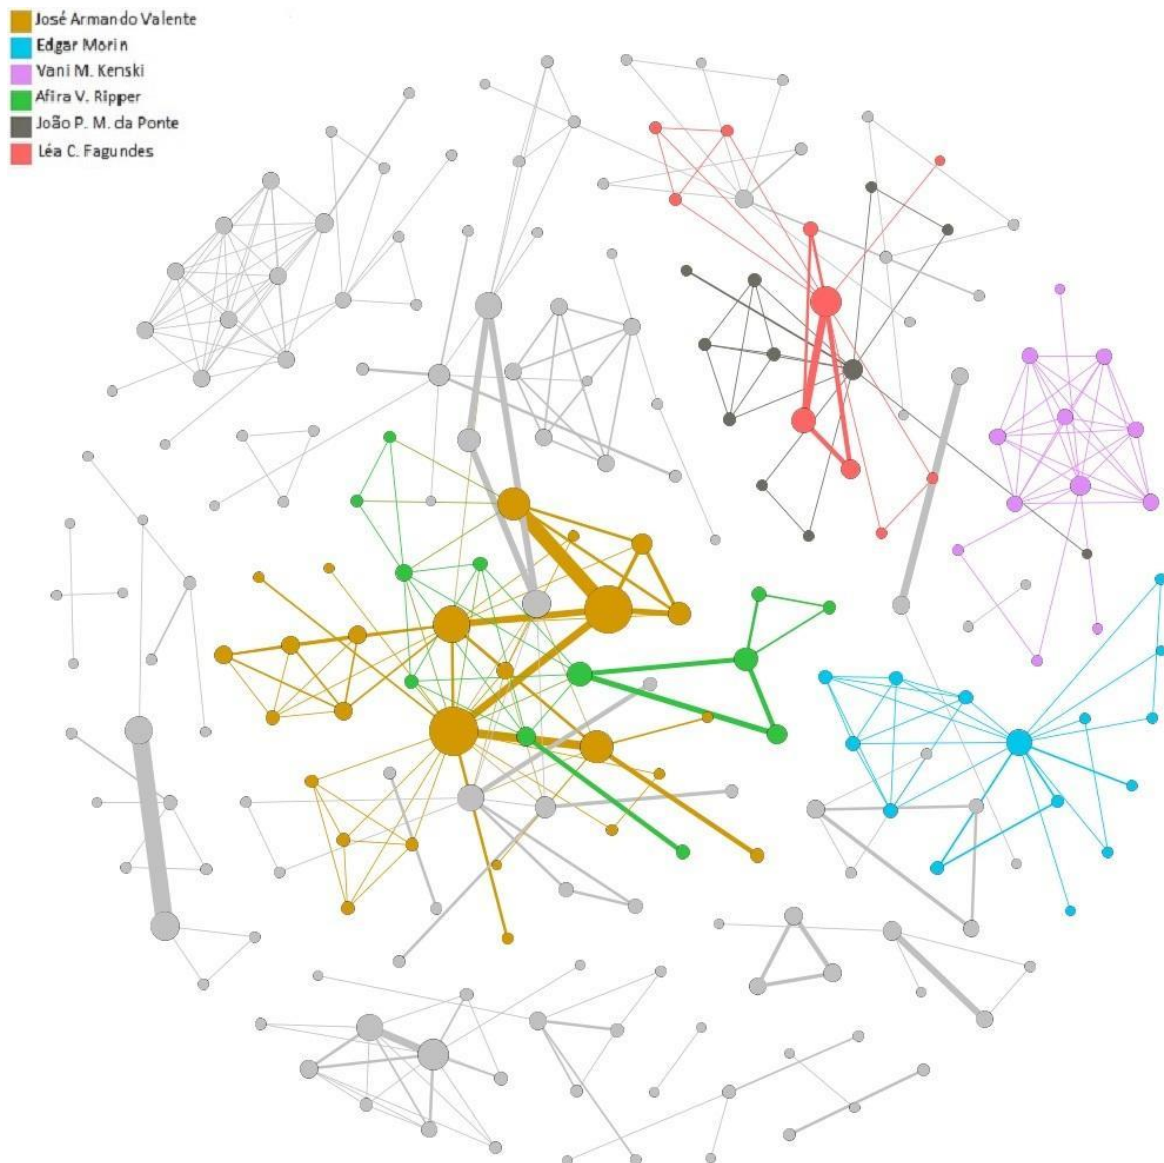 José Armando Valente
Edgar Morin
Vani M. Kenski
Afira V. Ripper
João P. M. da Ponte
Léa C. Fagundes